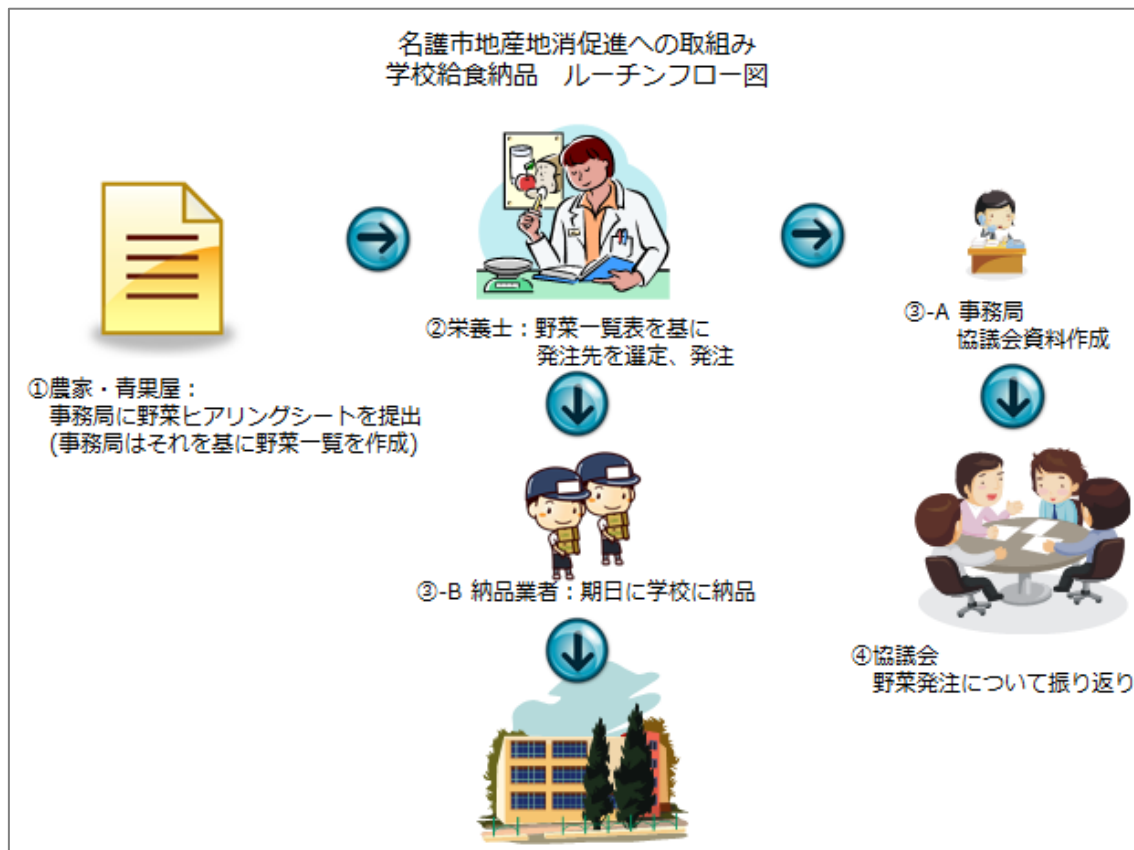 名護市地産地消促進への取組み
学校給食納品　ルーチンフロー図
①農家・青果屋：
事務局に野菜ヒアリングシートを提出
(事務局はそれを基に野菜一覧を作成)
②栄養士：野菜一覧表を基に
発注先を選定、発注
③-A 事務局
協議会資料作成
③-B 納品業者：期日に学校に納品
④協議会
野菜発注について振り返り